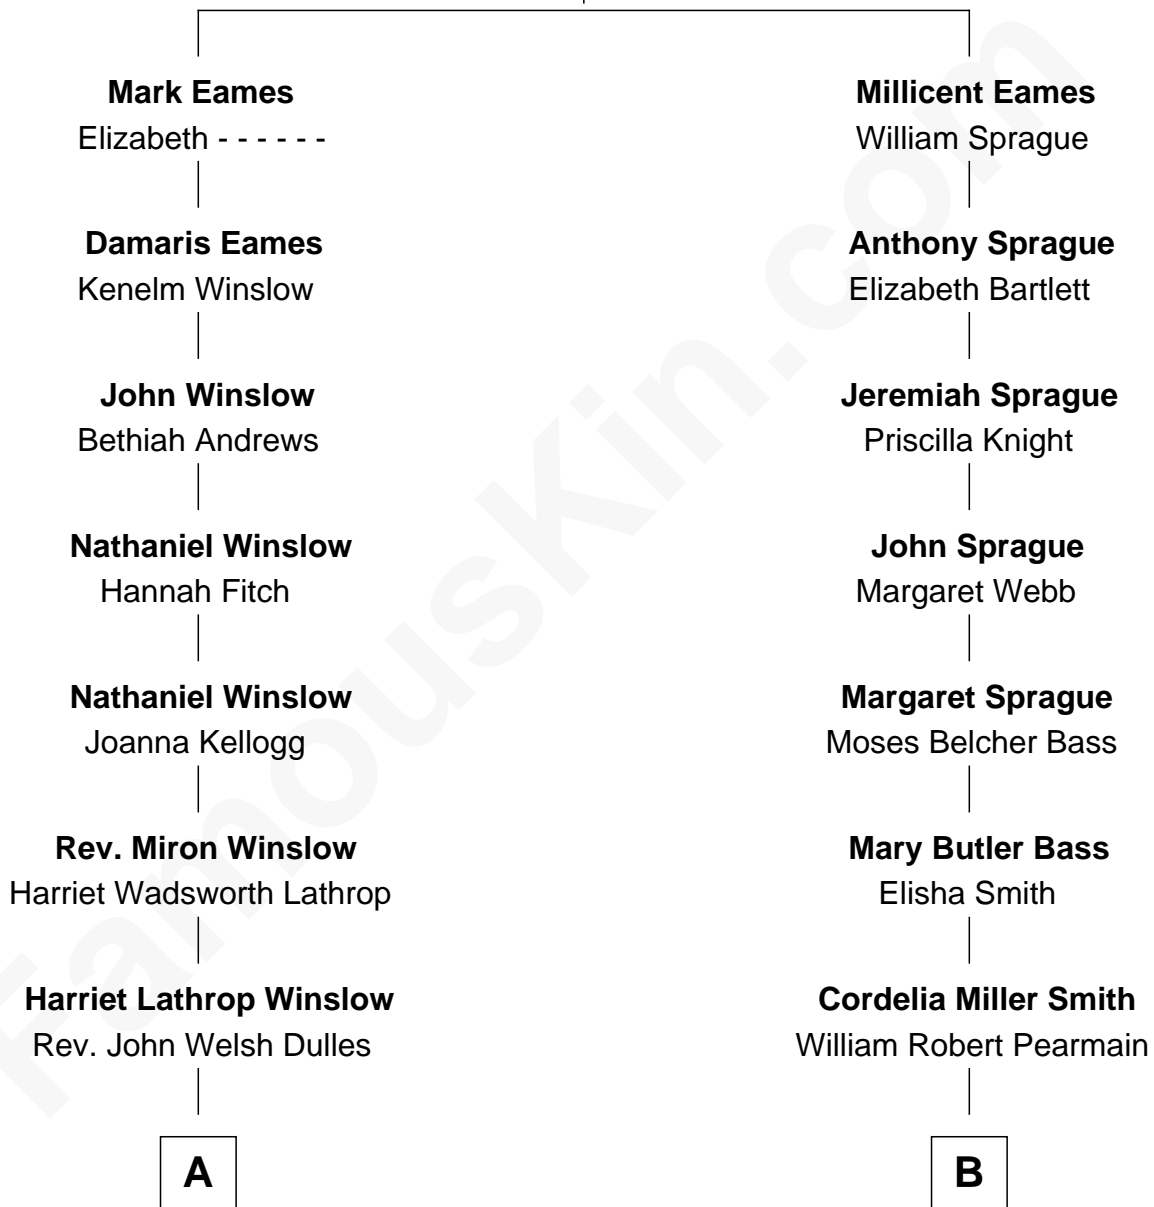 Mark Eames
Elizabeth - - - - - -
Damaris Eames
Kenelm Winslow
John Winslow
Bethiah Andrews
Nathaniel Winslow
Hannah Fitch
Nathaniel Winslow
Joanna Kellogg
Rev. Miron Winslow
Harriet Wadsworth Lathrop
Harriet Lathrop Winslow
Rev. John Welsh Dulles
A
Millicent Eames
William Sprague
Anthony Sprague
Elizabeth Bartlett
Jeremiah Sprague
Priscilla Knight
John Sprague
Margaret Webb
Margaret Sprague
Moses Belcher Bass
Mary Butler Bass
Elisha Smith
Cordelia Miller Smith
William Robert Pearmain
B
FamousKin.com